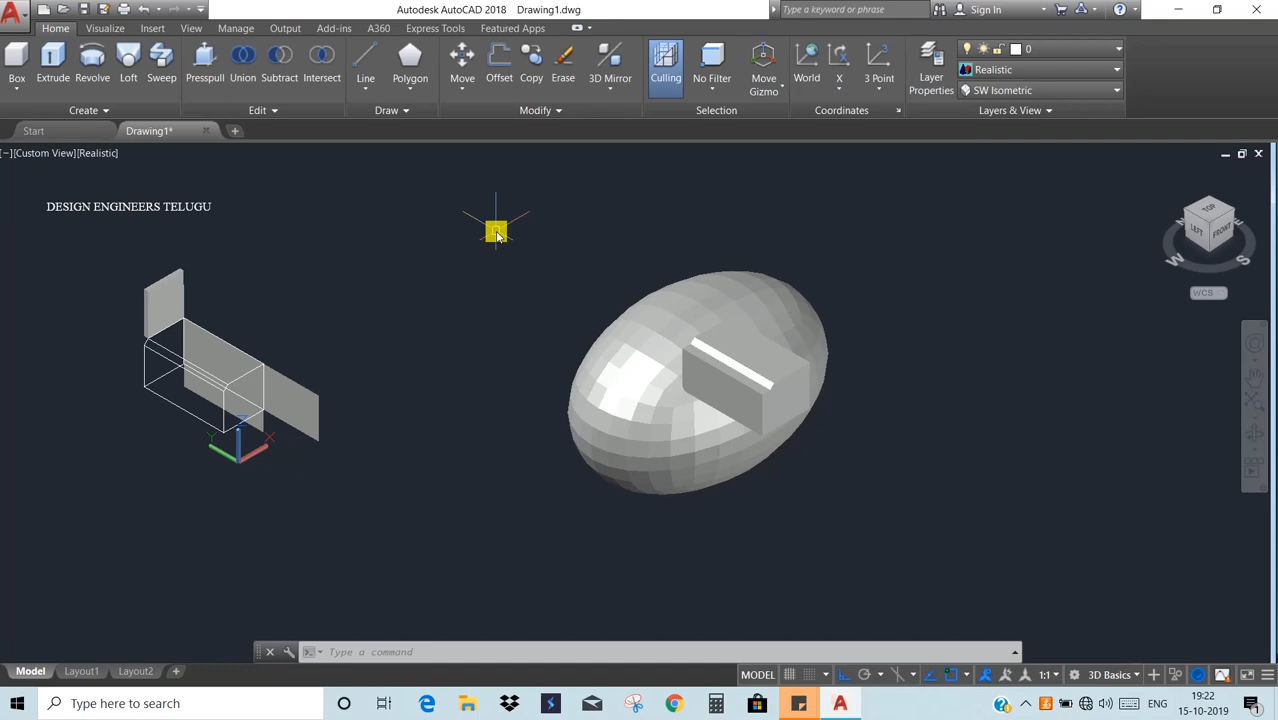 Autodesk AutoCAD 2018 Drawing1.dwg
Type a keyword or phrase
Sign In
Home Visualize Insert View Manage Output Add-ins A360 Express Tools Featured Apps
Box Extrude Revolve Loft Sweep Presspull Union Subtract Intersect Line Polygon Move Offset Copy Erase 3D Mirror Culling No Filter Move Gizmo World X 3 Point Layer Properties
0
Realistic
SW Isometric
Create Edit Draw Modify Selection Coordinates Layers & View
Start Drawing1*
[−][Custom View][Realistic]
DESIGN ENGINEERS TELUGU
TOP
LEFT FRONT
W S
WCS
Z
Y X
Type a command
Model Layout1 Layout2
MODEL 1:1 3D Basics
Type here to search
ENG
19:22
15-10-2019
1